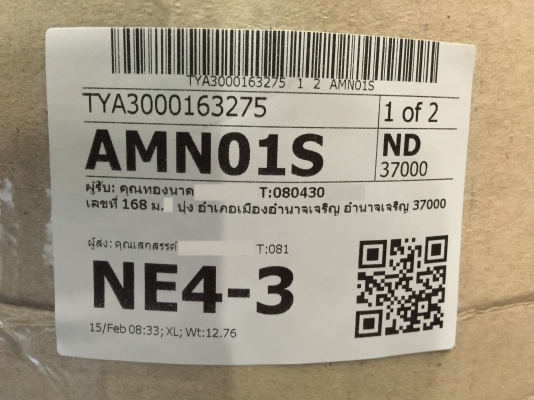 TYA3000163275 1 2 AMN01S
TYA3000163275
1 of 2
AMN01S
ND
37000
ผู้รับ: คุณทองนาค T:080430
เลขที่ 168 ม. บุ่ง อำเภอเมืองอำนาจเจริญ อำนาจเจริญ 37000
ผู้ส่ง: คุณเสกสรรค์ T:081
NE4-3
15/Feb 08:33; XL; Wt:12.76